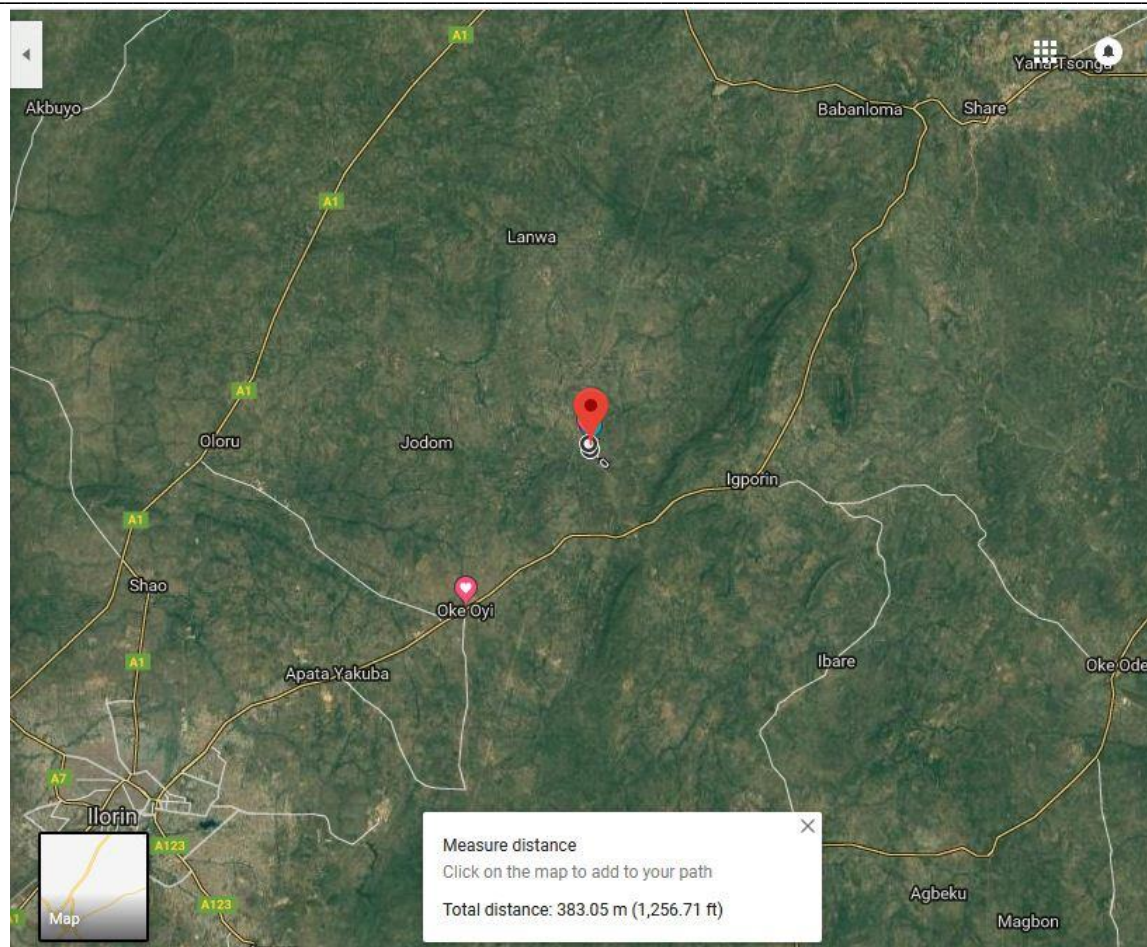 A1
Yana Tsonga
Akbuyo
Babanloma
Share
A1
Lanwa
A1
Oloru
Jodom
Igporin
A1
Shao
Oke Oyi
A1
Ibare
Oke Ode
Apata Yakuba
A7
Ilorin
Measure distance
A123
Click on the map to add to your path
Agbeku
A123
Total distance: 383.05 m (1,256.71 ft)
Map
A1
Magbon